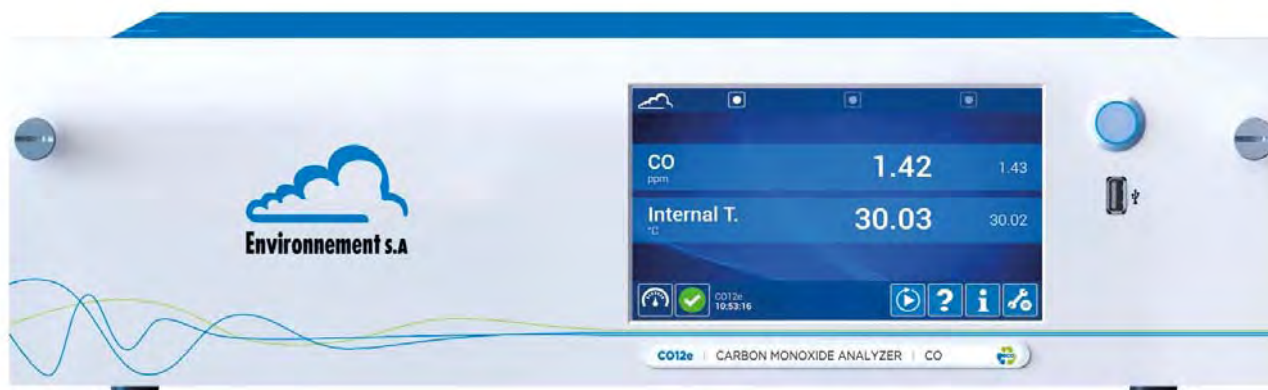 Environnement s.a
CO 1.42 1.43
ppm
Internal T. 30.03 30.02
°C
CO12e
10:53:16
? i
CO12e | CARBON MONOXIDE ANALYZER | CO